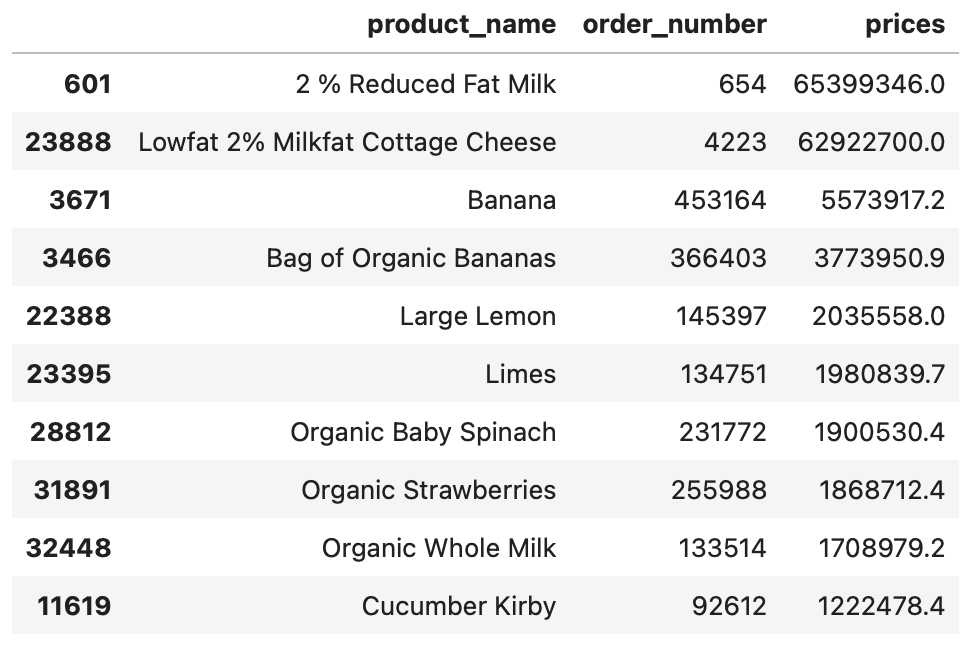 product_name order_number prices
601 2 % Reduced Fat Milk 654 65399346.0
23888 Lowfat 2% Milkfat Cottage Cheese 4223 62922700.0
3671 Banana 453164 5573917.2
3466 Bag of Organic Bananas 366403 3773950.9
22388 Large Lemon 145397 2035558.0
23395 Limes 134751 1980839.7
28812 Organic Baby Spinach 231772 1900530.4
31891 Organic Strawberries 255988 1868712.4
32448 Organic Whole Milk 133514 1708979.2
11619 Cucumber Kirby 92612 1222478.4